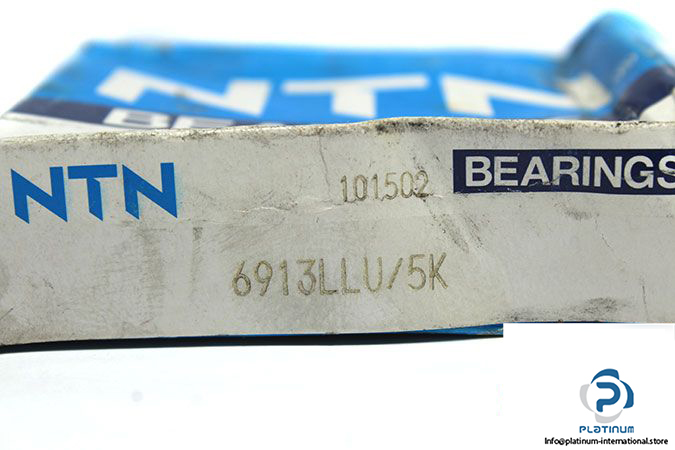 NTN
NTN
101502
BEARINGS
6913LLU/5K
PLATINUM
Info@platinum-international.store